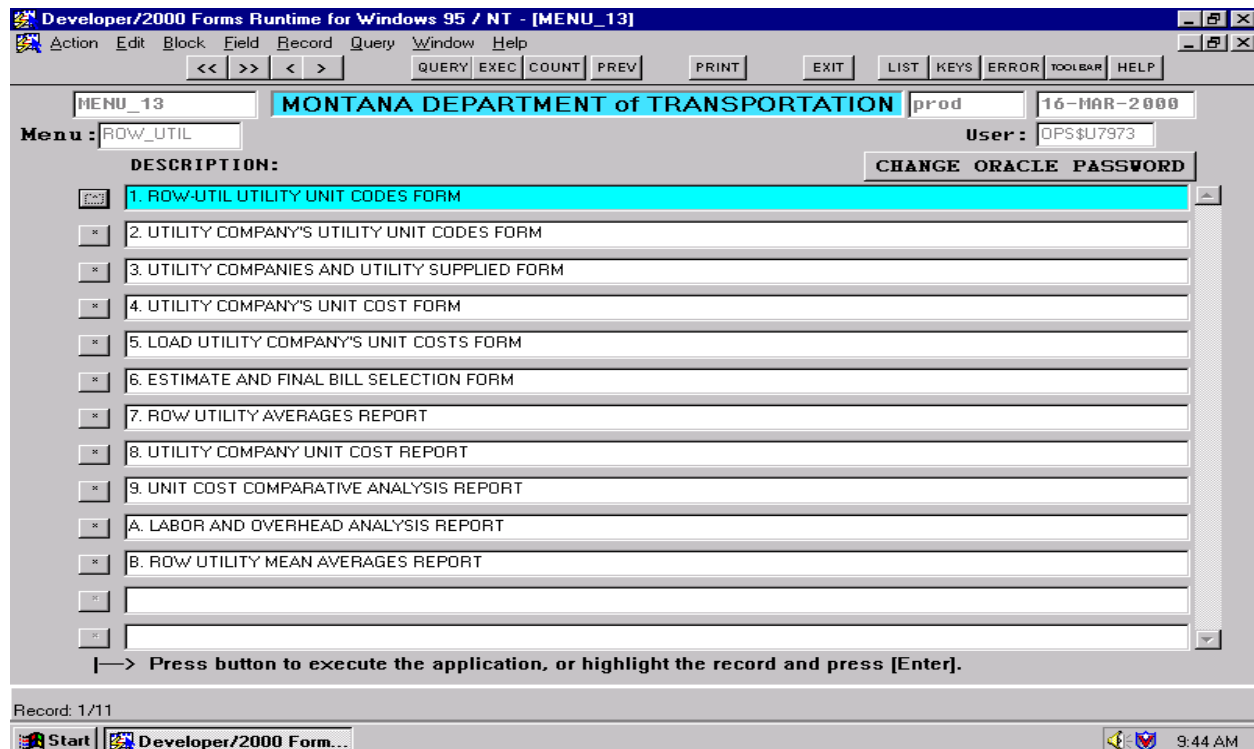 Developer/2000 Forms Runtime for Windows 95 / NT - [MENU_13]
Action Edit Block Field Record Query Window Help
<< >> < > QUERY EXEC COUNT PREV PRINT EXIT LIST KEYS ERROR TOOLBAR HELP
MENU_13 MONTANA DEPARTMENT of TRANSPORTATION prod 16-MAR-2000
Menu: ROW_UTIL User: OPS$U7973
DESCRIPTION: CHANGE ORACLE PASSWORD
1. ROW-UTIL UTILITY UNIT CODES FORM
* 2. UTILITY COMPANY'S UTILITY UNIT CODES FORM
* 3. UTILITY COMPANIES AND UTILITY SUPPLIED FORM
* 4. UTILITY COMPANY'S UNIT COST FORM
* 5. LOAD UTILITY COMPANY'S UNIT COSTS FORM
* 6. ESTIMATE AND FINAL BILL SELECTION FORM
* 7. ROW UTILITY AVERAGES REPORT
* 8. UTILITY COMPANY UNIT COST REPORT
* 9. UNIT COST COMPARATIVE ANALYSIS REPORT
* A. LABOR AND OVERHEAD ANALYSIS REPORT
* B. ROW UTILITY MEAN AVERAGES REPORT
*
*
|—> Press button to execute the application, or highlight the record and press [Enter].
Record: 1/11
Start Developer/2000 Form... 9:44 AM